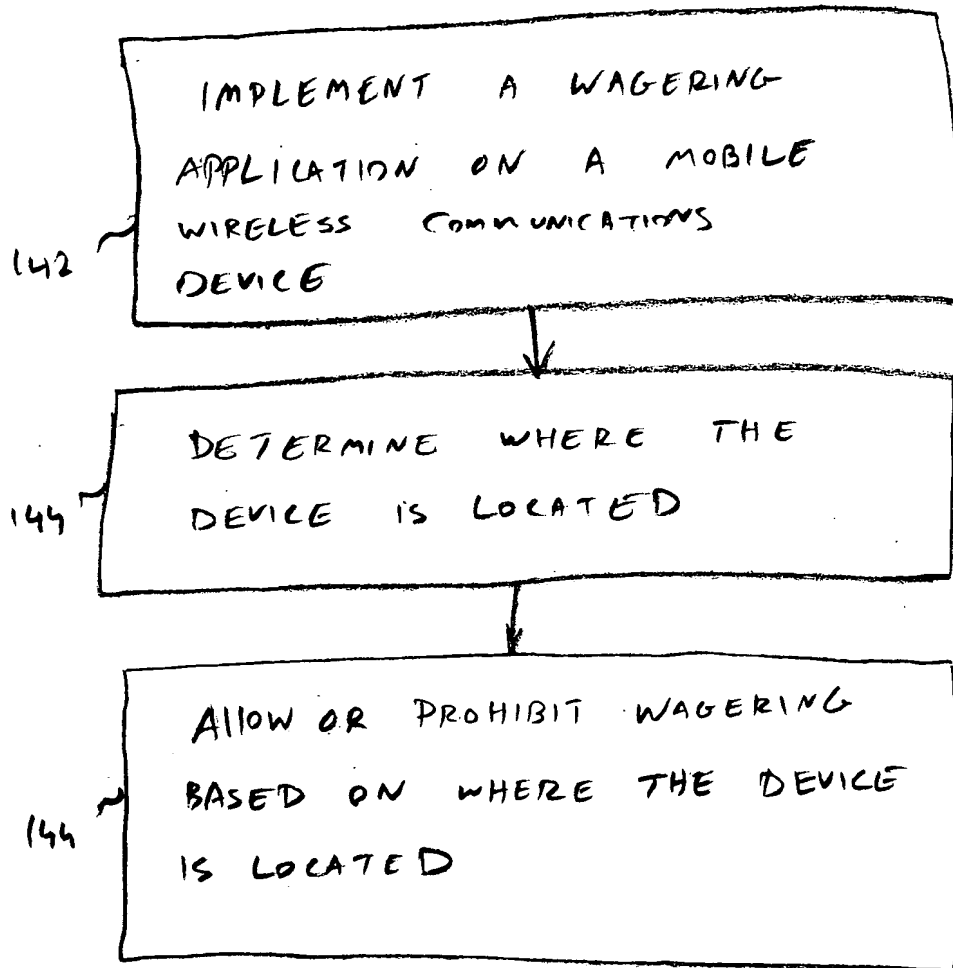 IMPLEMENT A WAGERING
APPLICATION ON A MOBILE
WIRELESS COMMUNICATIONS
DEVICE
142
DETERMINE WHERE THE
DEVICE IS LOCATED
144
AllOW OR PROHIBIT WAGERING
BASED ON WHERE THE DEVICE
IS LOCATED
144